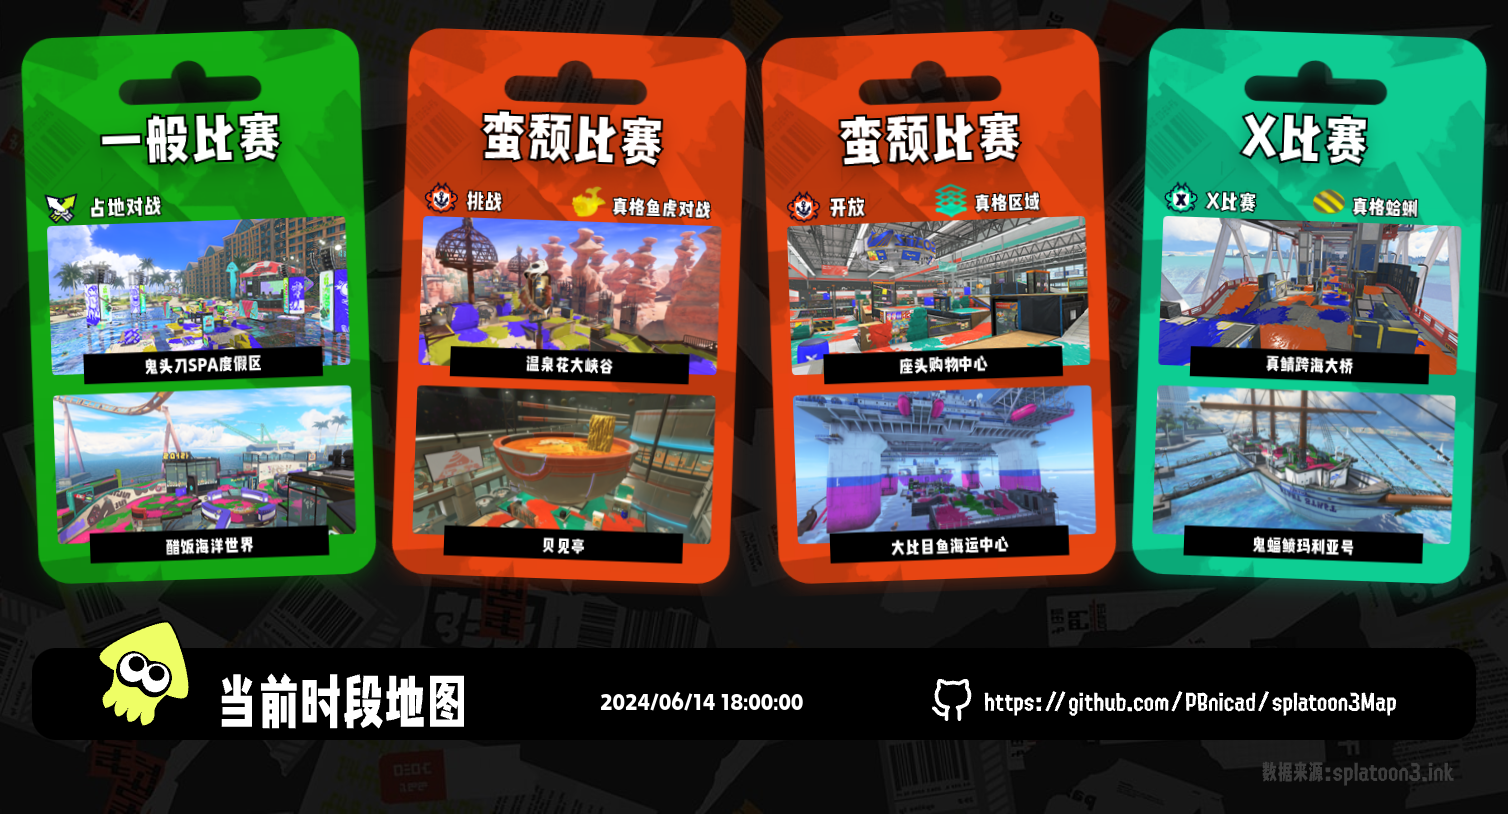 一般比赛
占地对战
鬼头刀SPA度假区
醋饭海洋世界
蛮颓比赛
挑战
真格鱼虎对战
温泉花大峡谷
贝见亭
蛮颓比赛
开放
真格区域
座头购物中心
大比目鱼海运中心
X比赛
X比赛
真格蛤蜊
真鲭跨海大桥
鬼蝠鲼玛利亚号
当前时段地图
2024/06/14 18:00:00
https://github.com/PBnicad/splatoon3Map
数据来源:splatoon3.ink